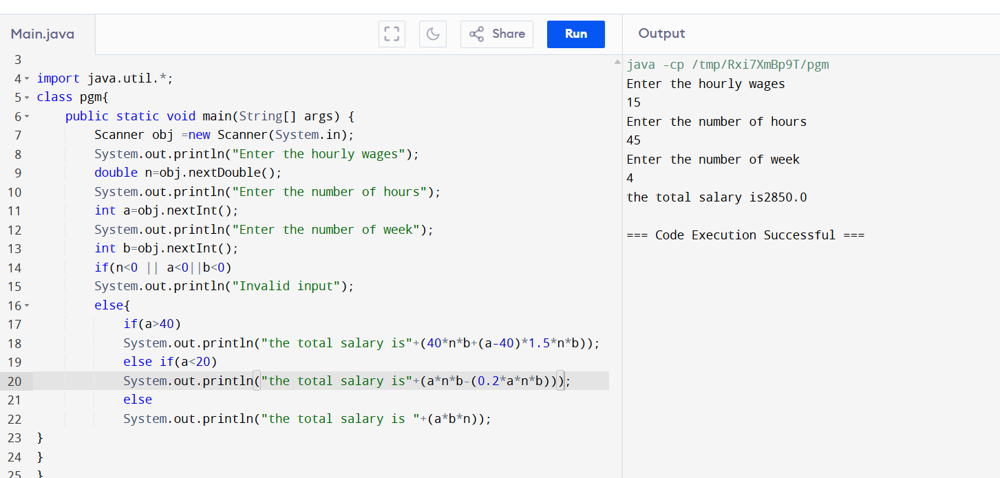 Main.java
Share
Run
Output
3
4 import java.util.*;
5 class pgm{
6     public static void main(String[] args) {
7         Scanner obj =new Scanner(System.in);
8         System.out.println("Enter the hourly wages");
9         double n=obj.nextDouble();
10         System.out.println("Enter the number of hours");
11         int a=obj.nextInt();
12         System.out.println("Enter the number of week");
13         int b=obj.nextInt();
14         if(n<0 || a<0||b<0)
15         System.out.println("Invalid input");
16         else{
17             if(a>40)
18             System.out.println("the total salary is"+(40*n*b+(a-40)*1.5*n*b));
19             else if(a<20)
20             System.out.println("the total salary is"+(a*n*b-(0.2*a*n*b)));
21             else
22             System.out.println("the total salary is "+(a*b*n));
23 }
24 }
25 }
java -cp /tmp/Rxi7XmBp9T/pgm
Enter the hourly wages
15
Enter the number of hours
45
Enter the number of week
4
the total salary is2850.0
=== Code Execution Successful ===